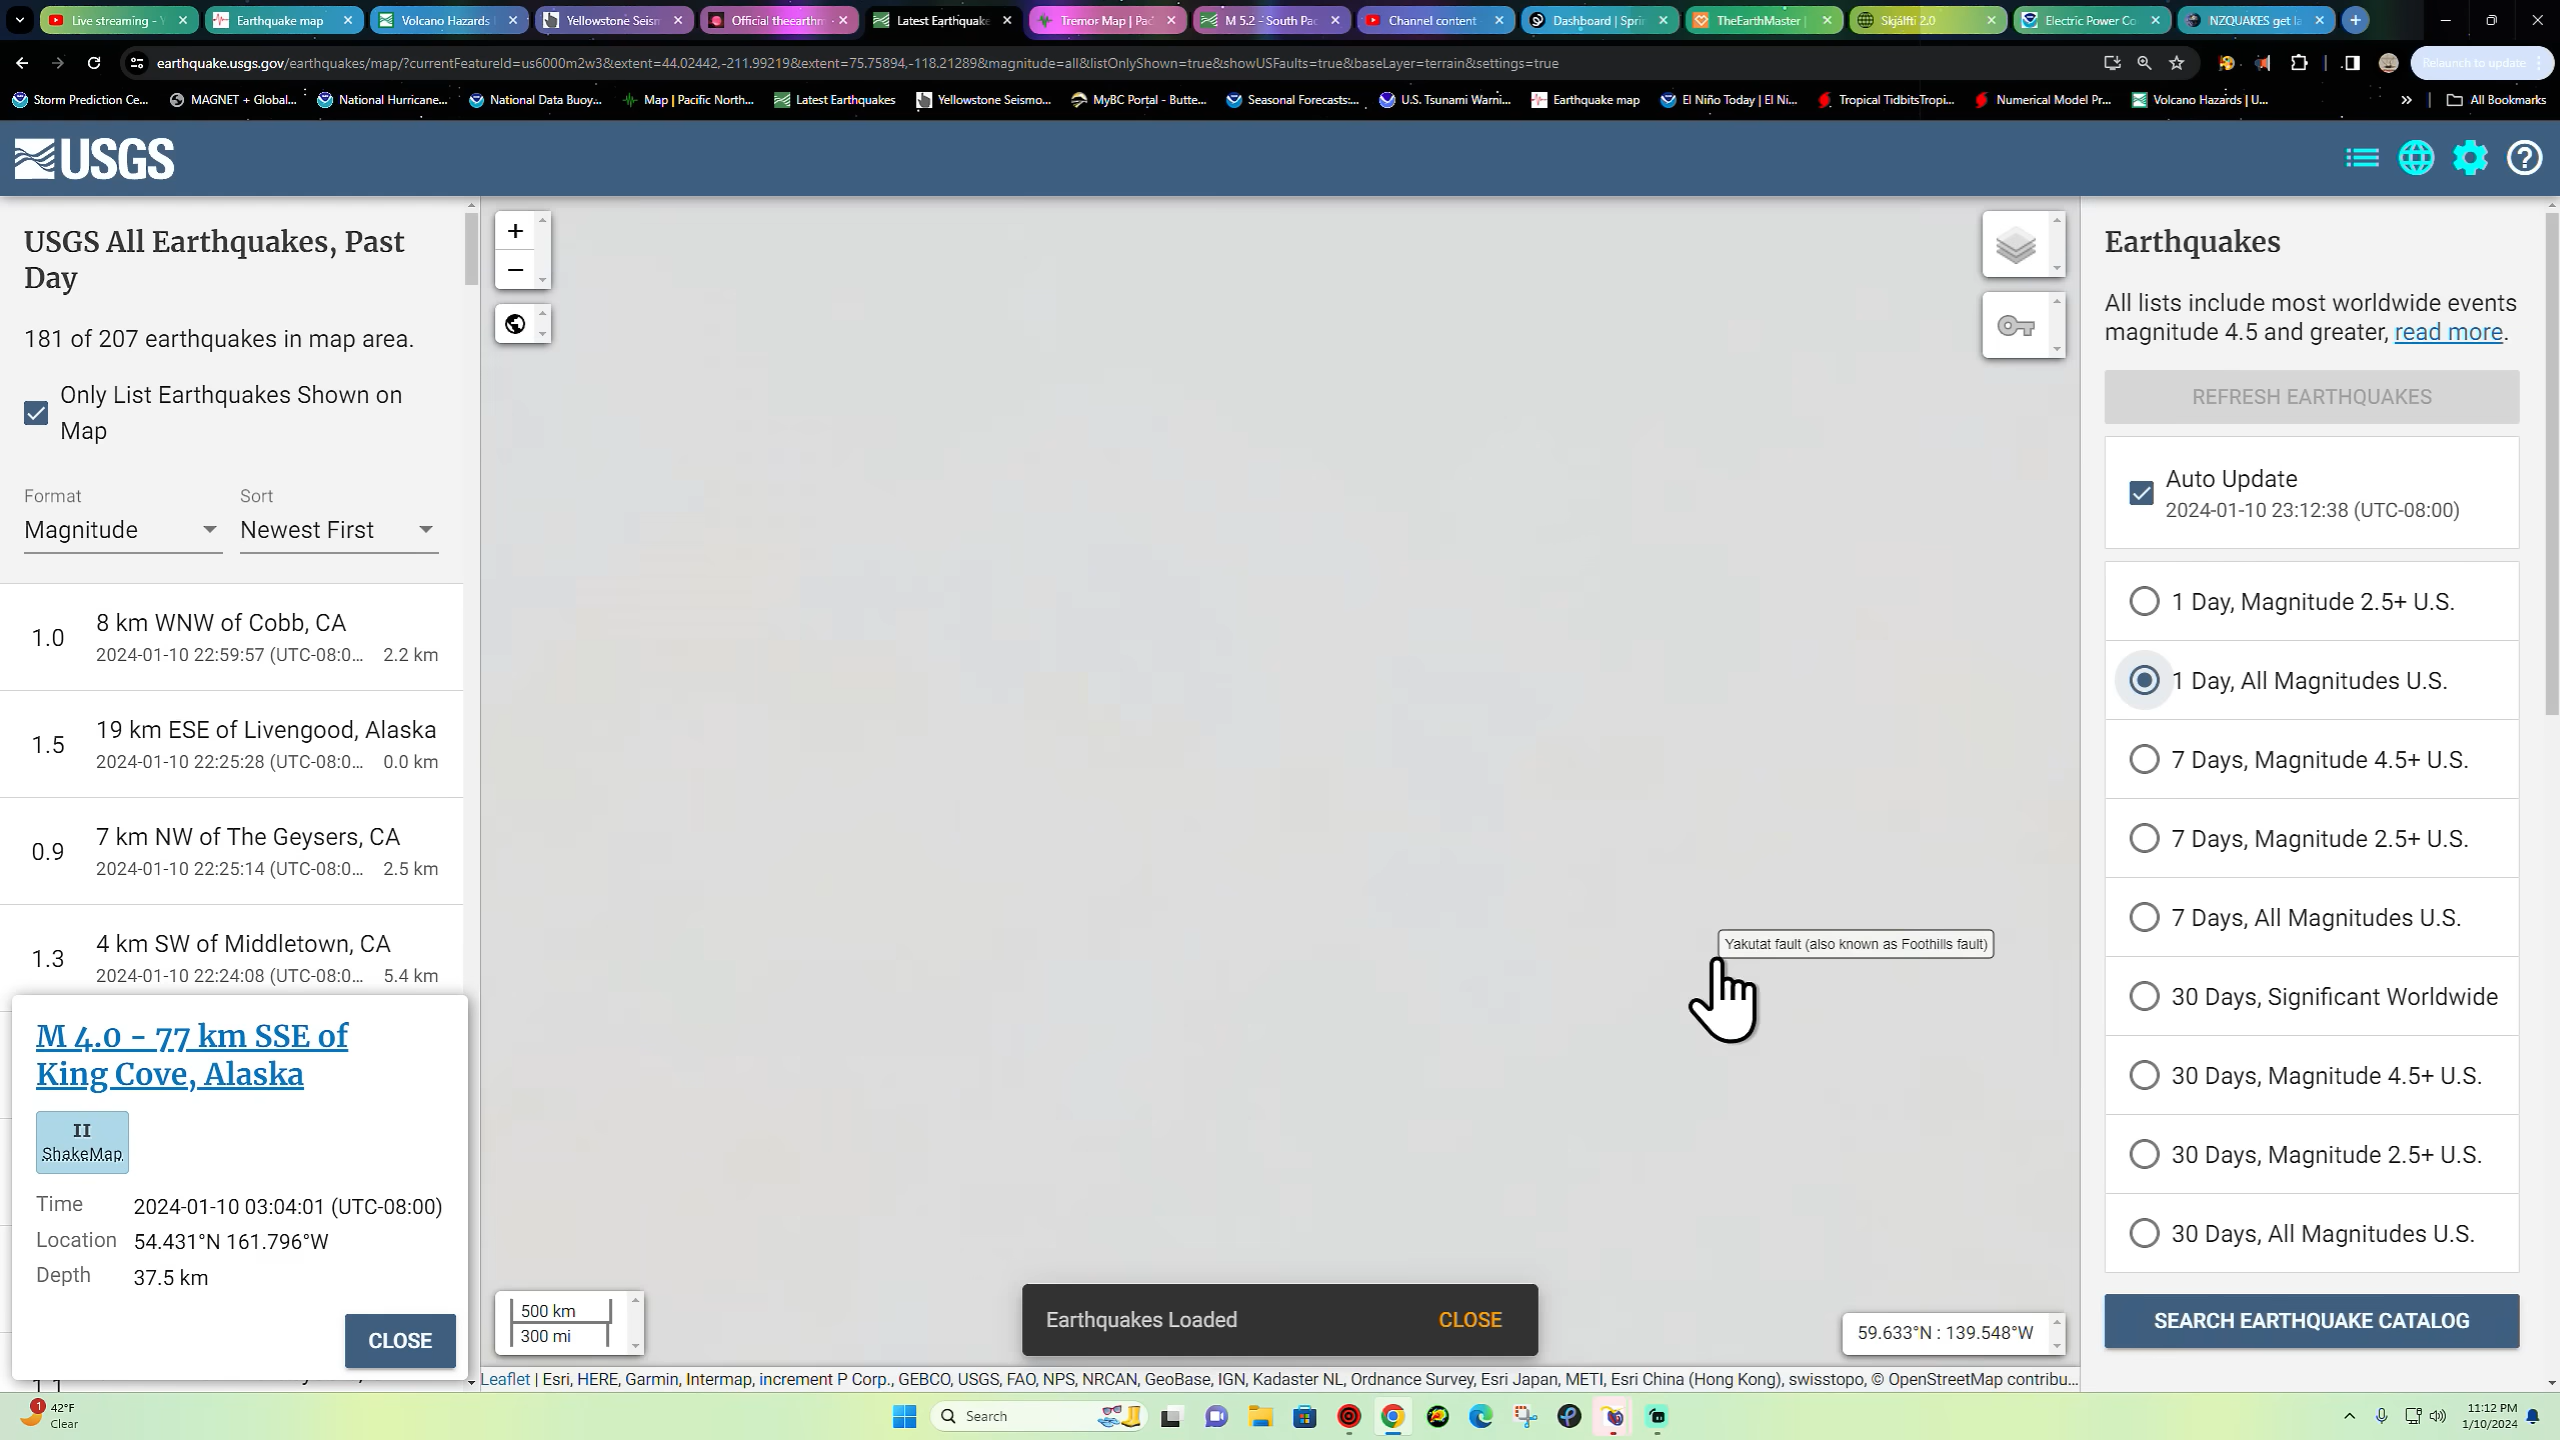 Live streaming - Y
Earthquake map
Volcano Hazards
Yellowstone Seism
Official theearthm
Latest Earthquake
Tremor Map | Pac
M 5.2 - South Pac
Channel content
Dashboard | Sprin
TheEarthMaster |
Skjálfti 2.0
Electric Power Co
NZQUAKES get la
earthquake.usgs.gov/earthquakes/map/?currentFeatureId=us6000m2w3&extent=44.02442,-211.99219&extent=75.75894,-118.21289&magnitude=all&listOnlyShown=true&showUSFaults=true&baseLayer=terrain&settings=true
Relaunch to update
Storm Prediction Ce...
MAGNET + Global...
National Hurricane...
National Data Buoy...
Map | Pacific North...
Latest Earthquakes
Yellowstone Seismo...
MyBC Portal - Butte...
Seasonal Forecasts:...
U.S. Tsunami Warni...
Earthquake map
El Niño Today | El Ni...
Tropical TidbitsTropi...
Numerical Model Pr...
Volcano Hazards | U...
All Bookmarks
USGS
USGS All Earthquakes, Past
Day
181 of 207 earthquakes in map area.
Only List Earthquakes Shown on
Map
Format
Sort
Magnitude
Newest First
1.0
8 km WNW of Cobb, CA
2024-01-10 22:59:57 (UTC-08:0... 2.2 km
1.5
19 km ESE of Livengood, Alaska
2024-01-10 22:25:28 (UTC-08:0... 0.0 km
0.9
7 km NW of The Geysers, CA
2024-01-10 22:25:14 (UTC-08:0... 2.5 km
1.3
4 km SW of Middletown, CA
2024-01-10 22:24:08 (UTC-08:0... 5.4 km
M 4.0 - 77 km SSE of
King Cove, Alaska
II
ShakeMap
Time 2024-01-10 03:04:01 (UTC-08:00)
Location 54.431°N 161.796°W
Depth 37.5 km
CLOSE
+
−
Yakutat fault (also known as Foothills fault)
500 km
300 mi
Earthquakes Loaded
CLOSE
59.633°N : 139.548°W
Leaflet | Esri, HERE, Garmin, Intermap, increment P Corp., GEBCO, USGS, FAO, NPS, NRCAN, GeoBase, IGN, Kadaster NL, Ordnance Survey, Esri Japan, METI, Esri China (Hong Kong), swisstopo, © OpenStreetMap contribu...
Earthquakes
All lists include most worldwide events
magnitude 4.5 and greater, read more.
REFRESH EARTHQUAKES
Auto Update
2024-01-10 23:12:38 (UTC-08:00)
1 Day, Magnitude 2.5+ U.S.
1 Day, All Magnitudes U.S.
7 Days, Magnitude 4.5+ U.S.
7 Days, Magnitude 2.5+ U.S.
7 Days, All Magnitudes U.S.
30 Days, Significant Worldwide
30 Days, Magnitude 4.5+ U.S.
30 Days, Magnitude 2.5+ U.S.
30 Days, All Magnitudes U.S.
SEARCH EARTHQUAKE CATALOG
1
42°F
Clear
Search
11:12 PM
1/10/2024